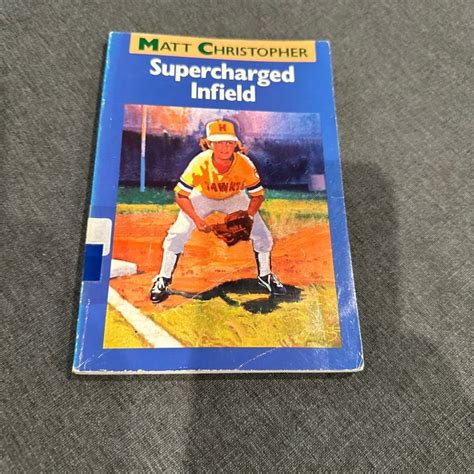 MATT CHRISTOPHER
Supercharged
Infield
H
HAWKS